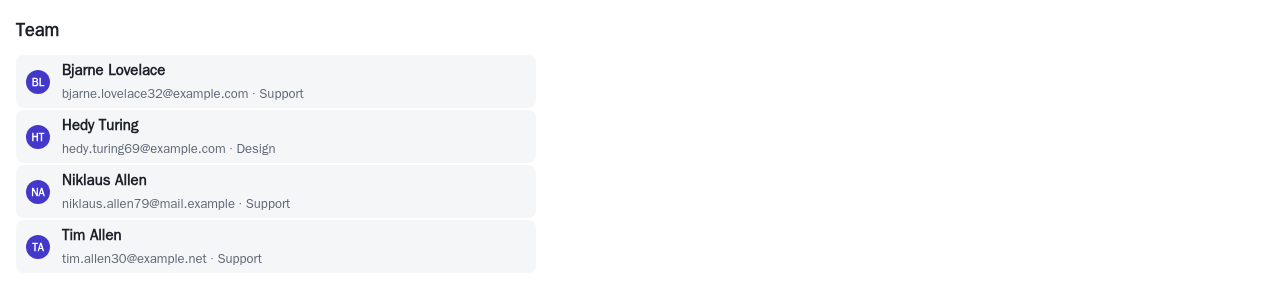 Team
BL
Bjarne Lovelace
bjarne.lovelace32@example.com · Support
HT
Hedy Turing
hedy.turing69@example.com · Design
NA
Niklaus Allen
niklaus.allen79@mail.example · Support
TA
Tim Allen
tim.allen30@example.net · Support